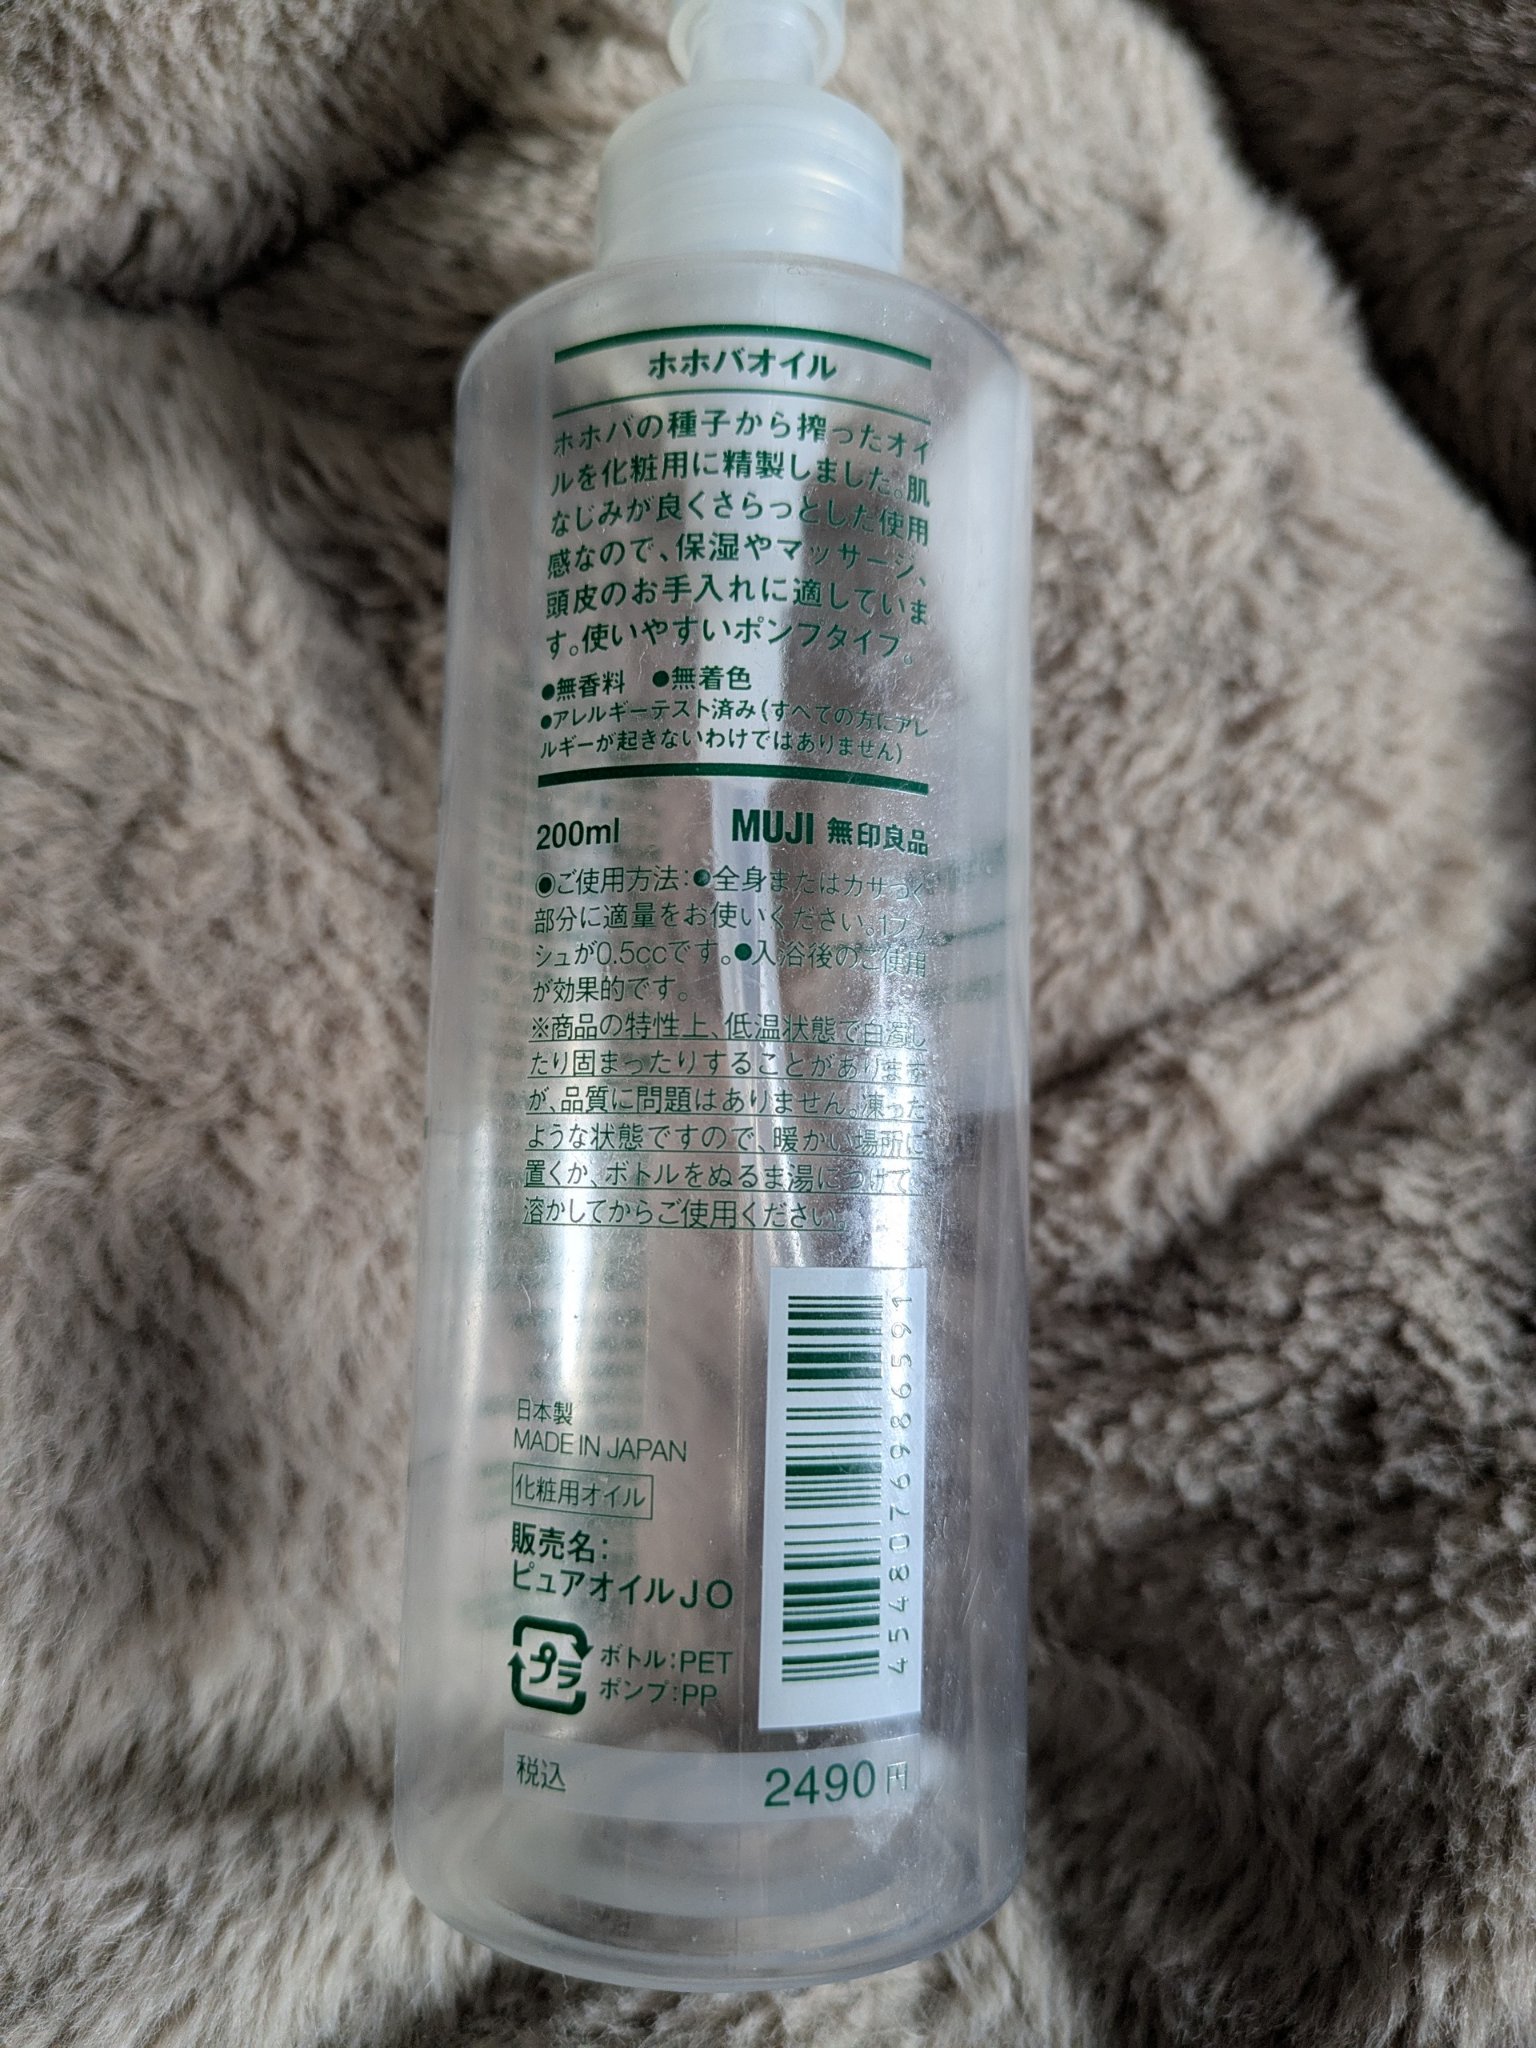 ホホバオイル
ホホバの種子から搾ったオイ
ルを化粧用に精製しました。肌
なじみが良くさらっとした使用
感なので、保湿やマッサージ、
頭皮のお手入れに適していま
す。使いやすいポンプタイプ。
●無香料 ●無着色
●アレルギーテスト済み(すべての方にアレ
ルギーが起きないわけではありません)
200ml MUJI 無印良品
◉ご使用方法:●全身またはカサつく
部分に適量をお使いください。1プッ
シュが0.5ccです。●入浴後のご使用
が効果的です。
※商品の特性上、低温状態で白濁し
たり固まったりすることがあります
が、品質に問題はありません。凍った
ような状態ですので、暖かい場所に
置くか、ボトルをぬるま湯につけて、
溶かしてからご使用ください。
日本製
MADE IN JAPAN
化粧用オイル
販売名:
ピュアオイルJO
プラ
ボトル:PET
ポンプ:PP
4548076986591
税込 2490円